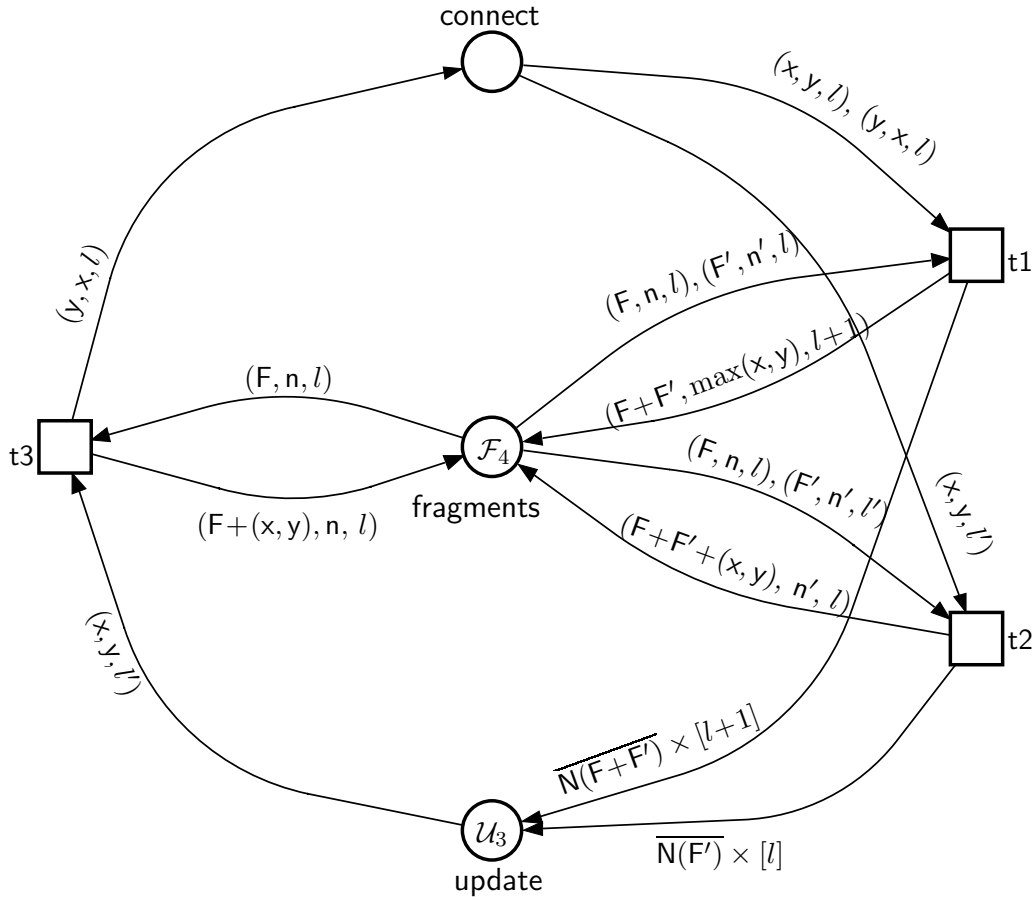 connect
(x, y, l), (y, x, l)
t1
(y, x, l)
(F, n, l), (F′, n′, l)
(F+F′, max(x, y), l+1)
(F, n, l)
t3
ℱ₄
fragments
(F+(x, y), n, l)
(F, n, l), (F′, n′, l′)
(x, y, l′)
(F+F′+(x, y), n′, l)
t2
(x, y, l′)
N̅(̅F̅+̅F̅′̅)̅ × [l+1]
𝒰₃
N̅(̅F̅′̅)̅ × [l]
update